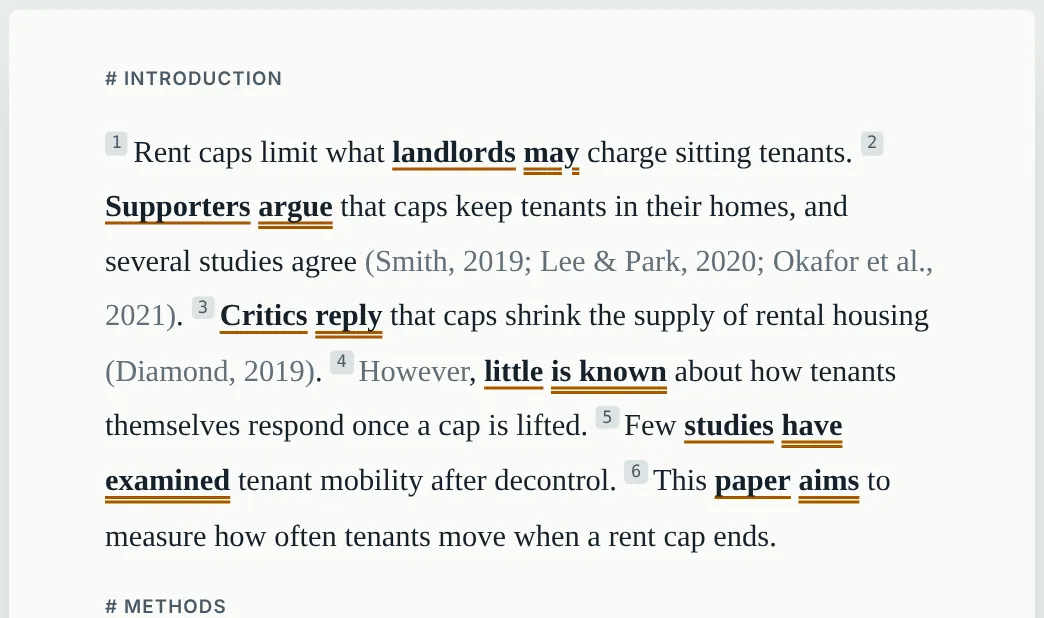 # INTRODUCTION
1 Rent caps limit what landlords may charge sitting tenants. 2
Supporters argue that caps keep tenants in their homes, and
several studies agree (Smith, 2019; Lee & Park, 2020; Okafor et al.,
2021). 3 Critics reply that caps shrink the supply of rental housing
(Diamond, 2019). 4 However, little is known about how tenants
themselves respond once a cap is lifted. 5 Few studies have
examined tenant mobility after decontrol. 6 This paper aims to
measure how often tenants move when a rent cap ends.
# METHODS